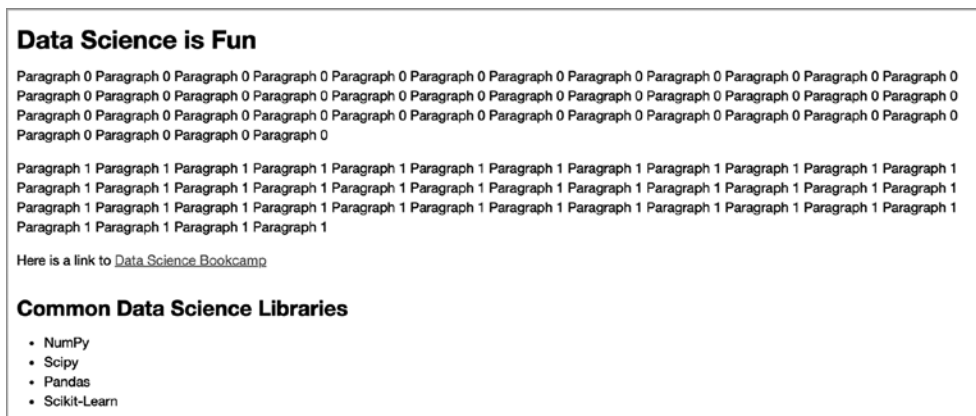 Data Science is Fun
Paragraph 0 Paragraph 0 Paragraph 0 Paragraph 0 Paragraph 0 Paragraph 0 Paragraph 0 Paragraph 0 Paragraph 0 Paragraph 0 Paragraph 0 Paragraph 0
Paragraph 0 Paragraph 0 Paragraph 0 Paragraph 0 Paragraph 0 Paragraph 0 Paragraph 0 Paragraph 0 Paragraph 0 Paragraph 0 Paragraph 0 Paragraph 0
Paragraph 0 Paragraph 0 Paragraph 0 Paragraph 0 Paragraph 0 Paragraph 0 Paragraph 0 Paragraph 0 Paragraph 0 Paragraph 0 Paragraph 0 Paragraph 0
Paragraph 0 Paragraph 0 Paragraph 0 Paragraph 0
Paragraph 1 Paragraph 1 Paragraph 1 Paragraph 1 Paragraph 1 Paragraph 1 Paragraph 1 Paragraph 1 Paragraph 1 Paragraph 1 Paragraph 1 Paragraph 1
Paragraph 1 Paragraph 1 Paragraph 1 Paragraph 1 Paragraph 1 Paragraph 1 Paragraph 1 Paragraph 1 Paragraph 1 Paragraph 1 Paragraph 1 Paragraph 1
Paragraph 1 Paragraph 1 Paragraph 1 Paragraph 1 Paragraph 1 Paragraph 1 Paragraph 1 Paragraph 1 Paragraph 1 Paragraph 1 Paragraph 1 Paragraph 1
Paragraph 1 Paragraph 1 Paragraph 1 Paragraph 1
Here is a link to Data Science Bookcamp
Common Data Science Libraries
• NumPy
• Scipy
• Pandas
• Scikit-Learn